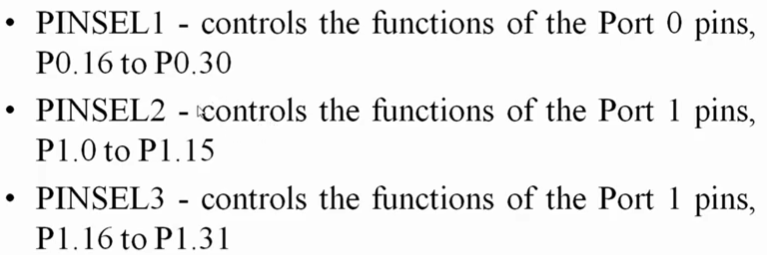 • PINSEL1 - controls the functions of the Port 0 pins,
P0.16 to P0.30
• PINSEL2 - controls the functions of the Port 1 pins,
P1.0 to P1.15
• PINSEL3 - controls the functions of the Port 1 pins,
P1.16 to P1.31